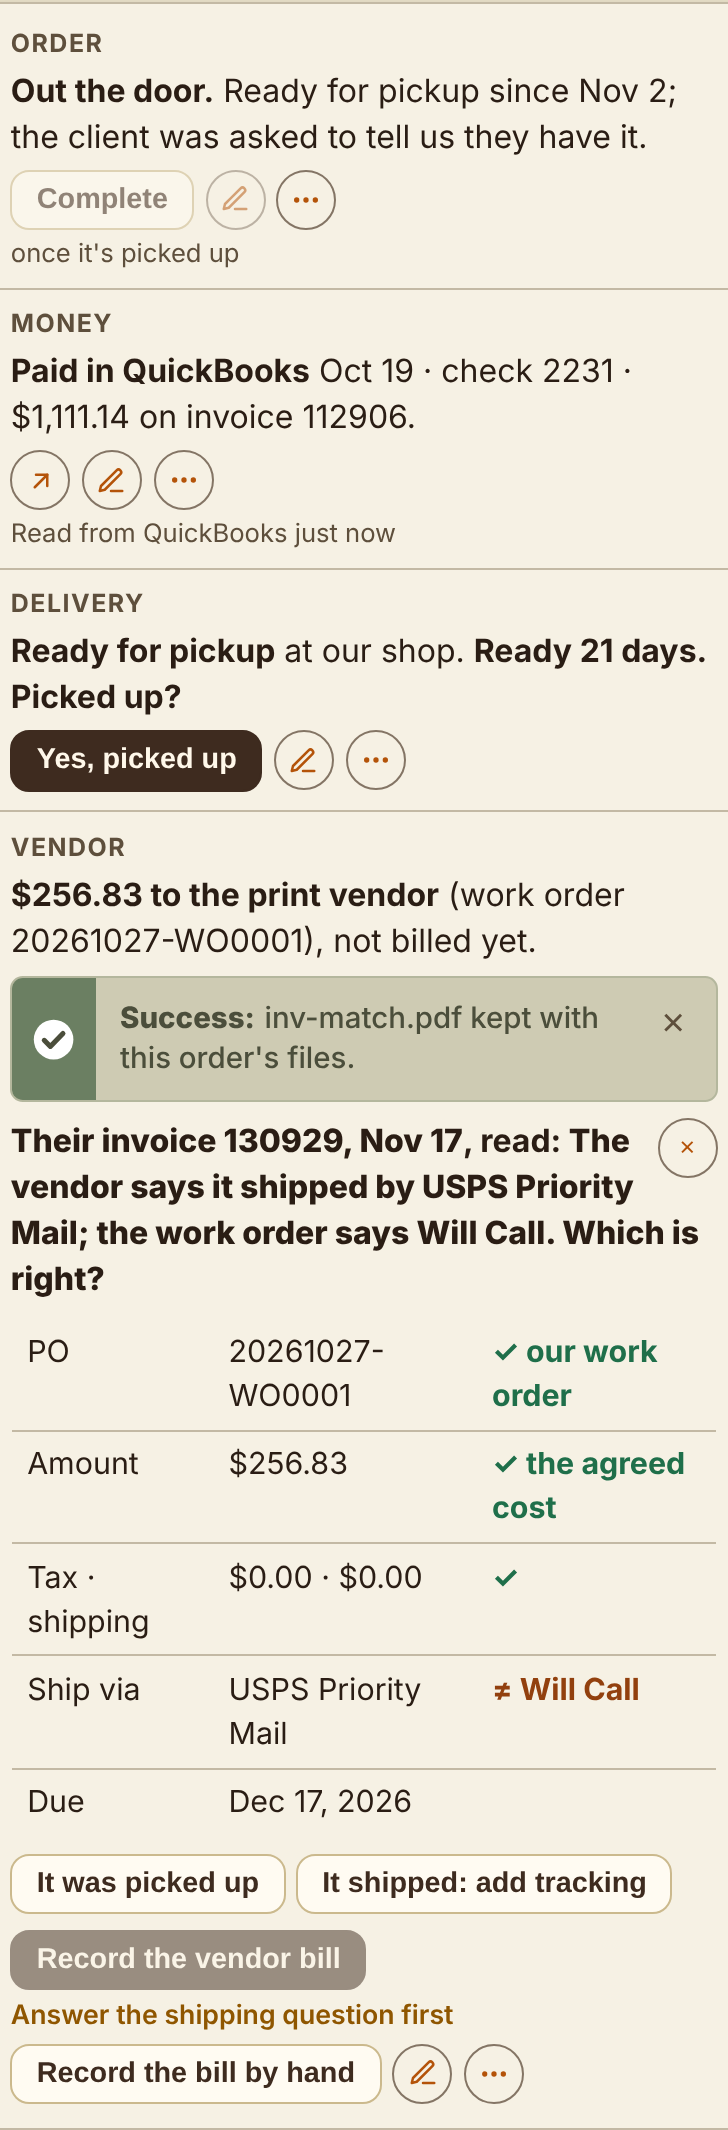 ORDER
Out the door. Ready for pickup since Nov 2;
the client was asked to tell us they have it.
Complete
once it's picked up
MONEY
Paid in QuickBooks Oct 19 · check 2231 ·
$1,111.14 on invoice 112906.
Read from QuickBooks just now
DELIVERY
Ready for pickup at our shop. Ready 21 days.
Picked up?
Yes, picked up
VENDOR
$256.83 to the print vendor (work order
20261027-WO0001), not billed yet.
Success: inv-match.pdf kept with
this order's files.
Their invoice 130929, Nov 17, read: The
vendor says it shipped by USPS Priority
Mail; the work order says Will Call. Which is
right?
PO 20261027- ✓ our work
WO0001 order
Amount $256.83 ✓ the agreed
cost
Tax · $0.00 · $0.00 ✓
shipping
Ship via USPS Priority ≠ Will Call
Mail
Due Dec 17, 2026
It was picked up It shipped: add tracking
Record the vendor bill
Answer the shipping question first
Record the bill by hand